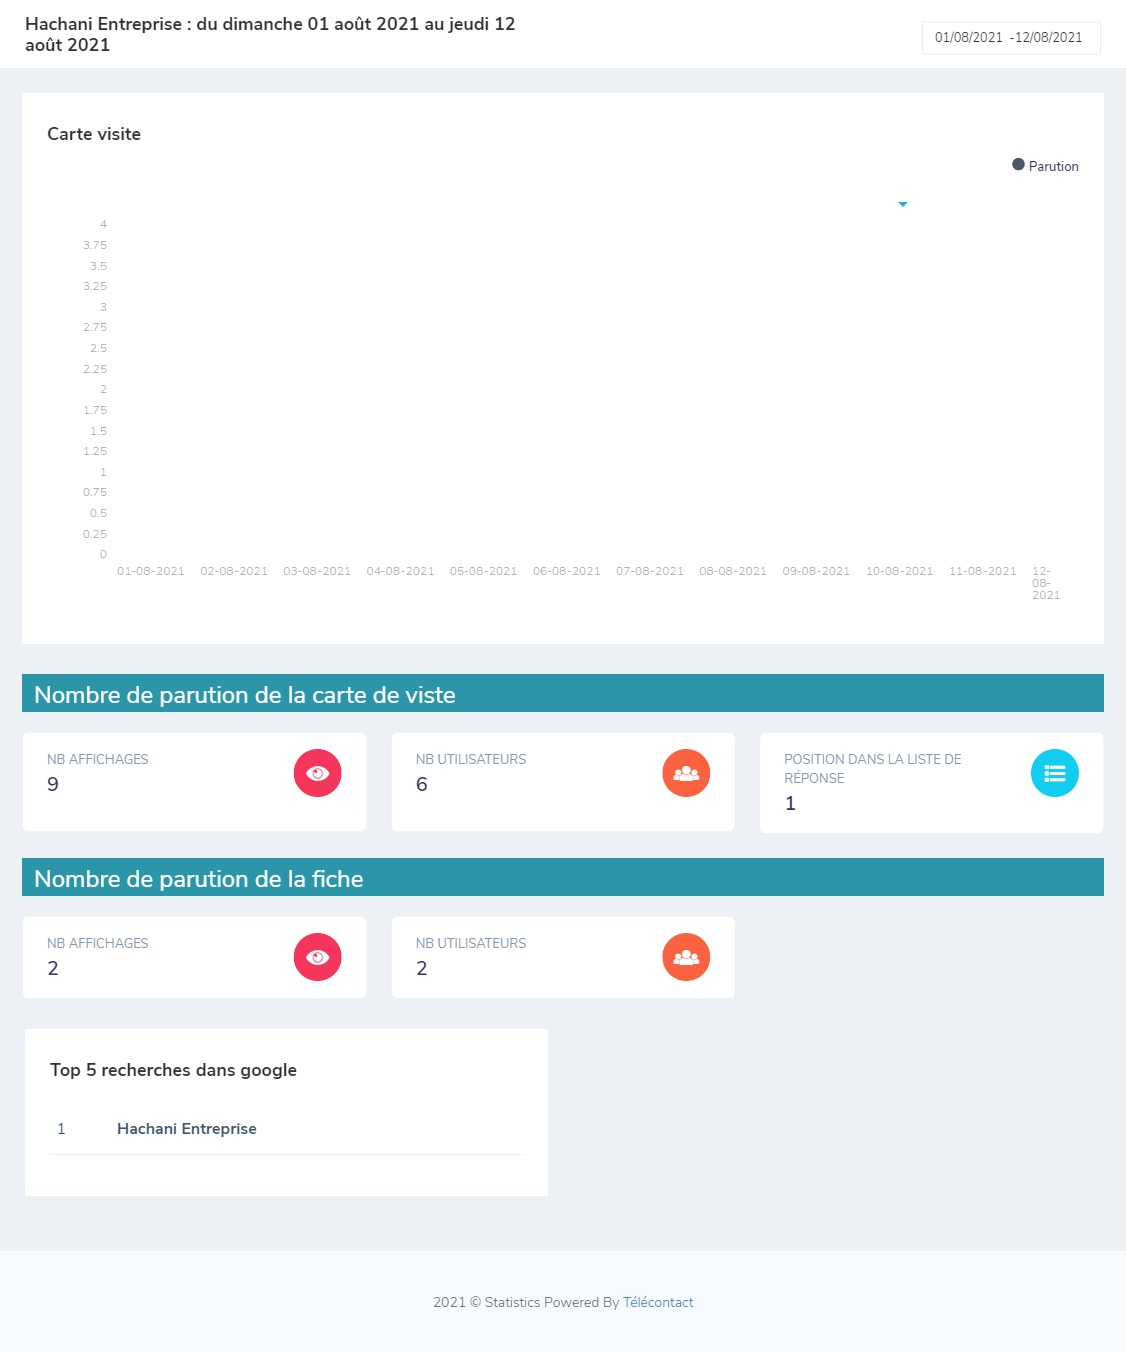 Hachani Entreprise : du dimanche 01 août 2021 au jeudi 12
août 2021
01/08/2021 -12/08/2021
Carte visite
Parution
4
3.75
3.5
3.25
3
2.75
2.5
2.25
2
1.75
1.5
1.25
1
0.75
0.5
0.25
0
01-08-2021 02-08-2021 03-08-2021 04-08-2021 05-08-2021 06-08-2021 07-08-2021 08-08-2021 09-08-2021 10-08-2021 11-08-2021 12-
08-
2021
Nombre de parution de la carte de viste
NB AFFICHAGES
9
NB UTILISATEURS
6
POSITION DANS LA LISTE DE
RÉPONSE
1
Nombre de parution de la fiche
NB AFFICHAGES
2
NB UTILISATEURS
2
Top 5 recherches dans google
1 Hachani Entreprise
2021 © Statistics Powered By Télécontact